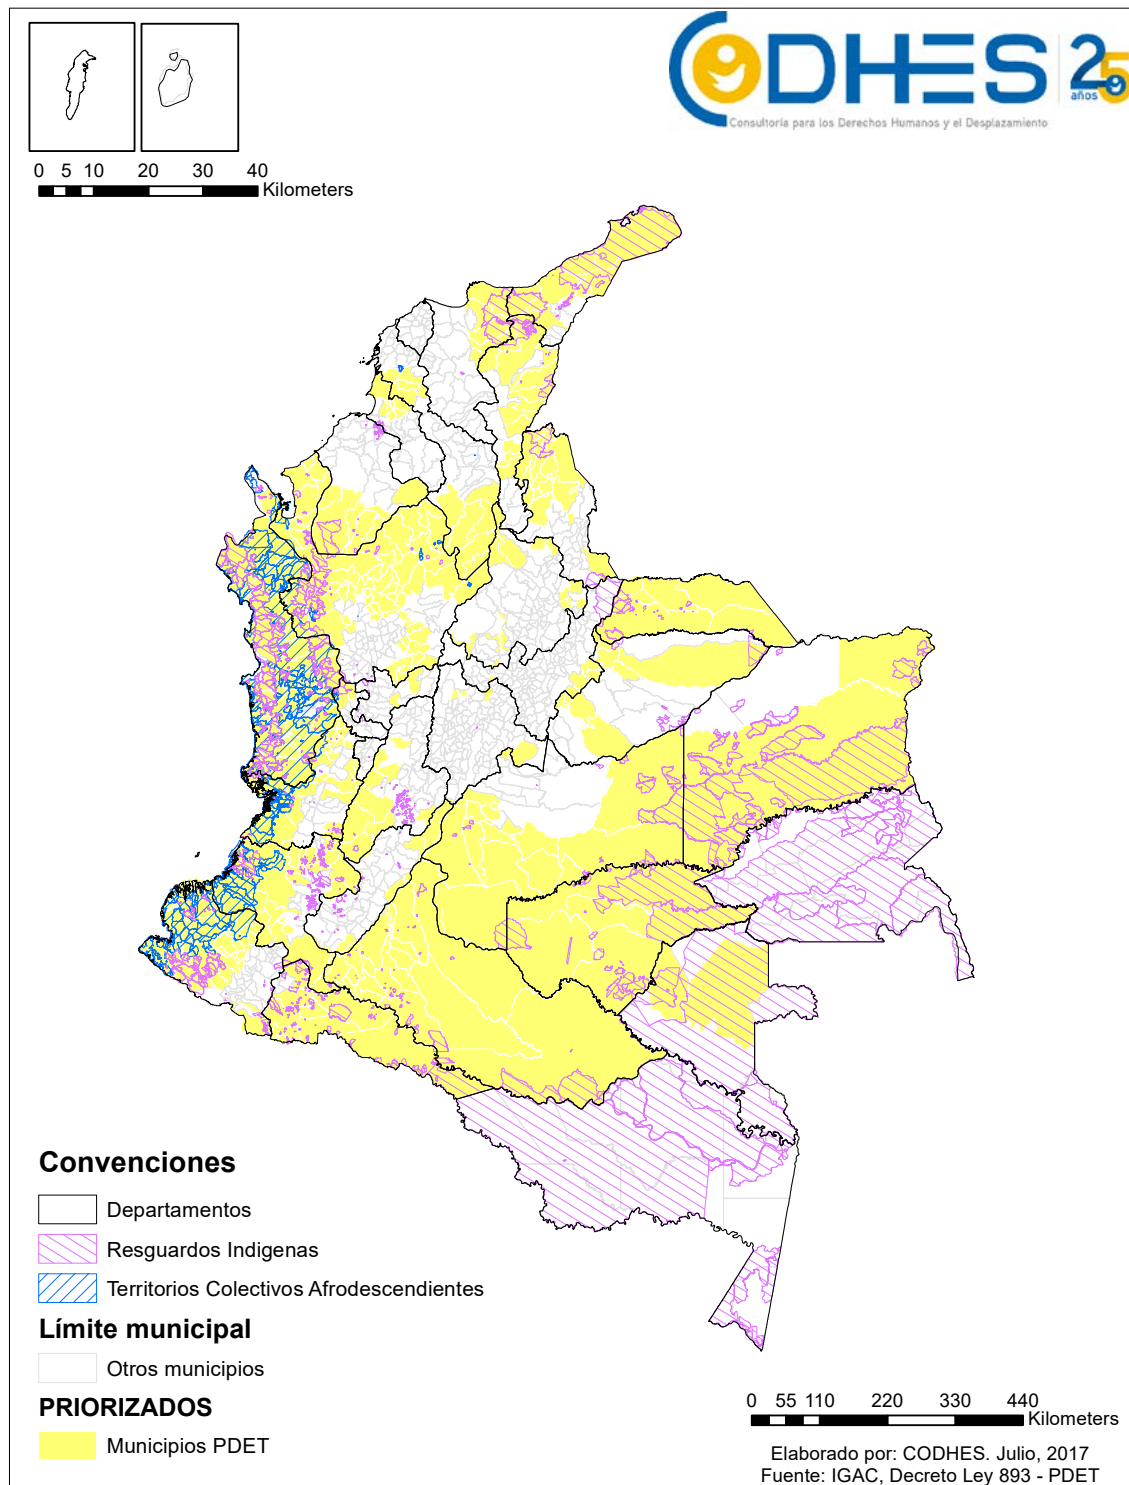 CODHES 25 años
Consultoría para los Derechos Humanos y el Desplazamiento
0 5 10 20 30 40
Kilometers
Convenciones
Departamentos
Resguardos Indigenas
Territorios Colectivos Afrodescendientes
Límite municipal
Otros municipios
PRIORIZADOS
Municipios PDET
0 55 110 220 330 440
Kilometers
Elaborado por: CODHES. Julio, 2017
Fuente: IGAC, Decreto Ley 893 - PDET